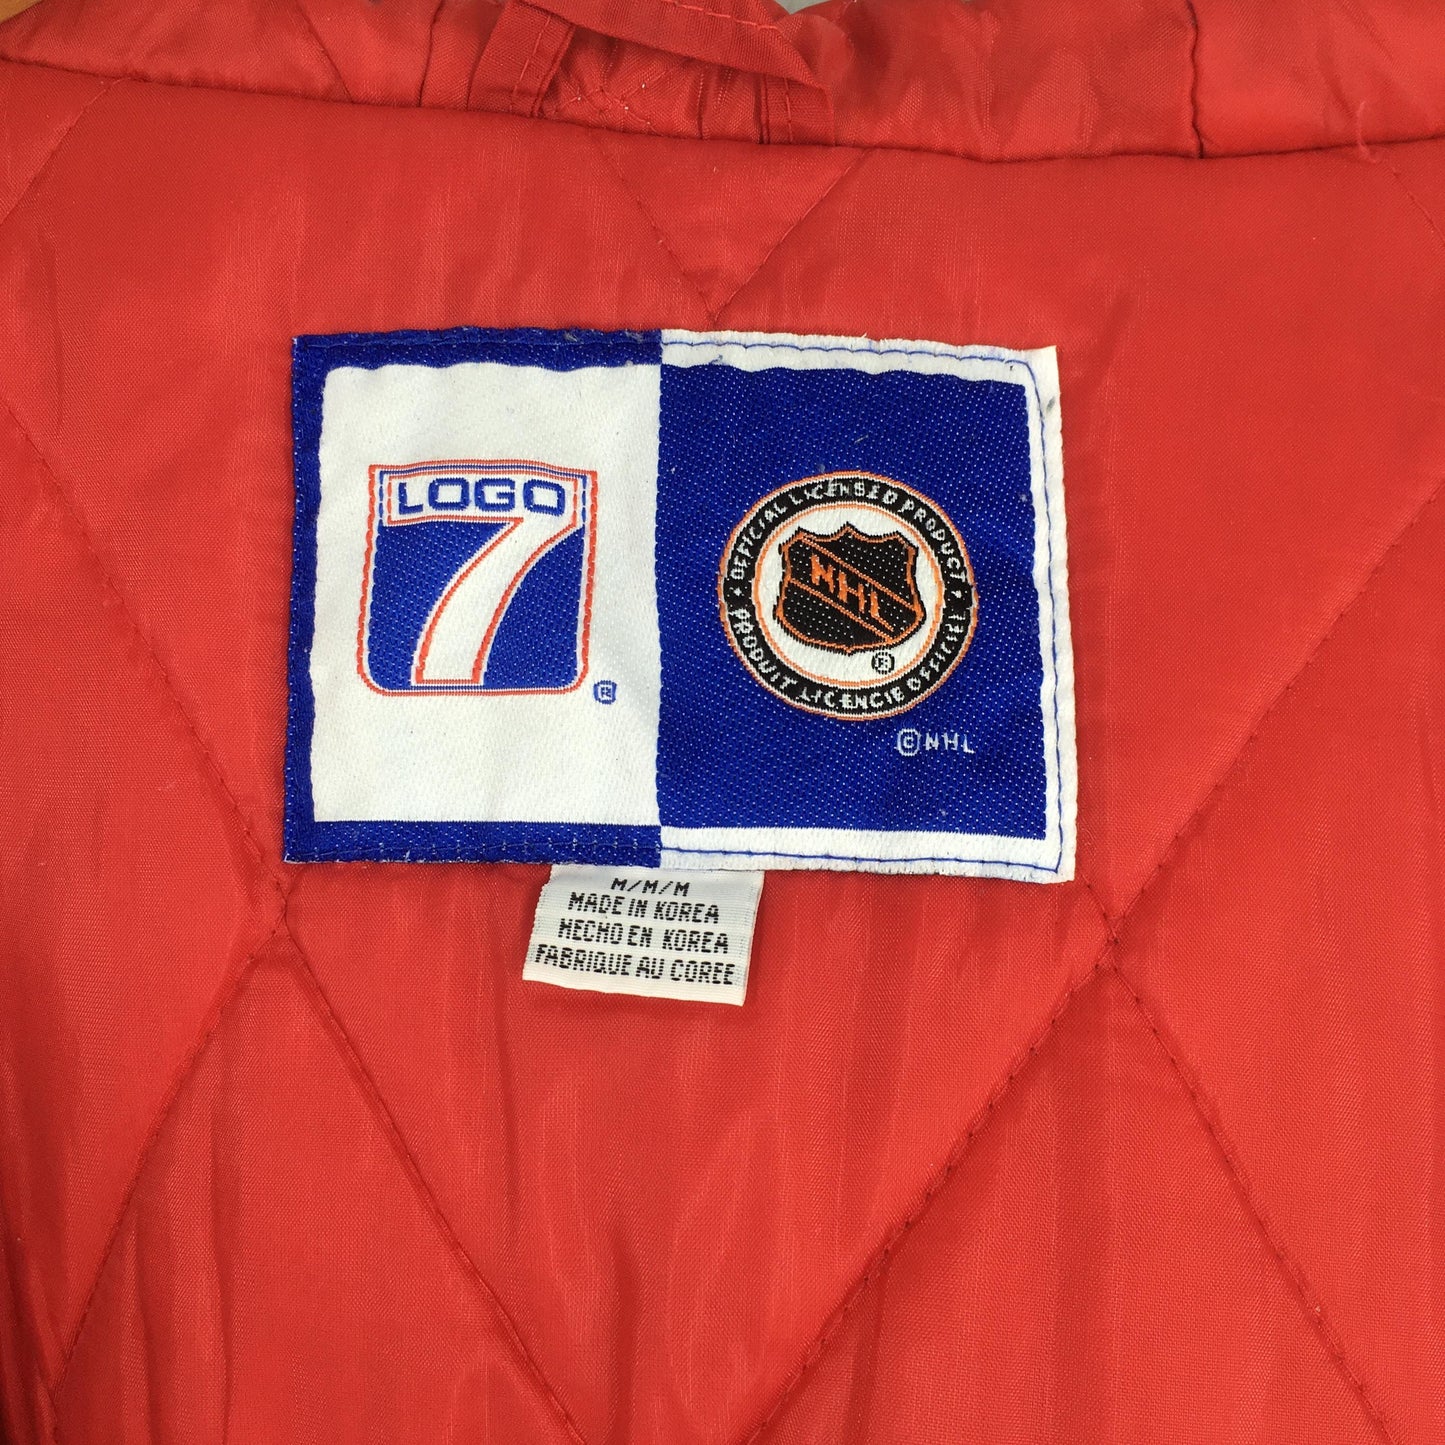 LOGO
7
®
OFFICIAL LICENSED PRODUCT
NHL
®
PRODUIT LICENCIE OFFICIEL
© NHL
M/M/M
MADE IN KOREA
HECHO EN KOREA
FABRIQUE AU COREE